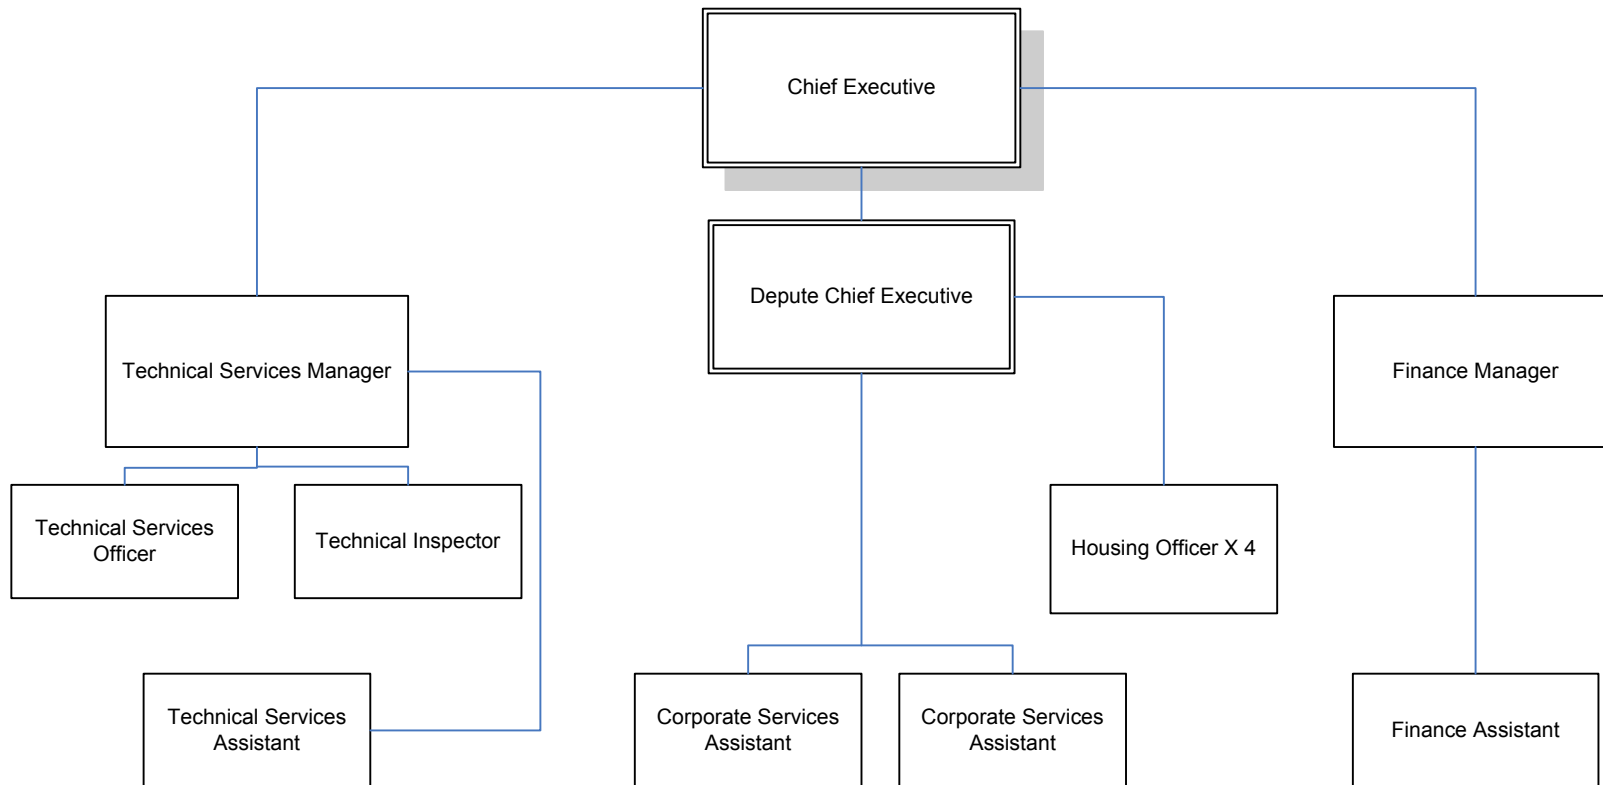 Chief Executive
Depute Chief Executive
Technical Services Manager
Finance Manager
Technical Services
Officer
Technical Inspector
Housing Officer X 4
Technical Services
Assistant
Corporate Services
Assistant
Corporate Services
Assistant
Finance Assistant